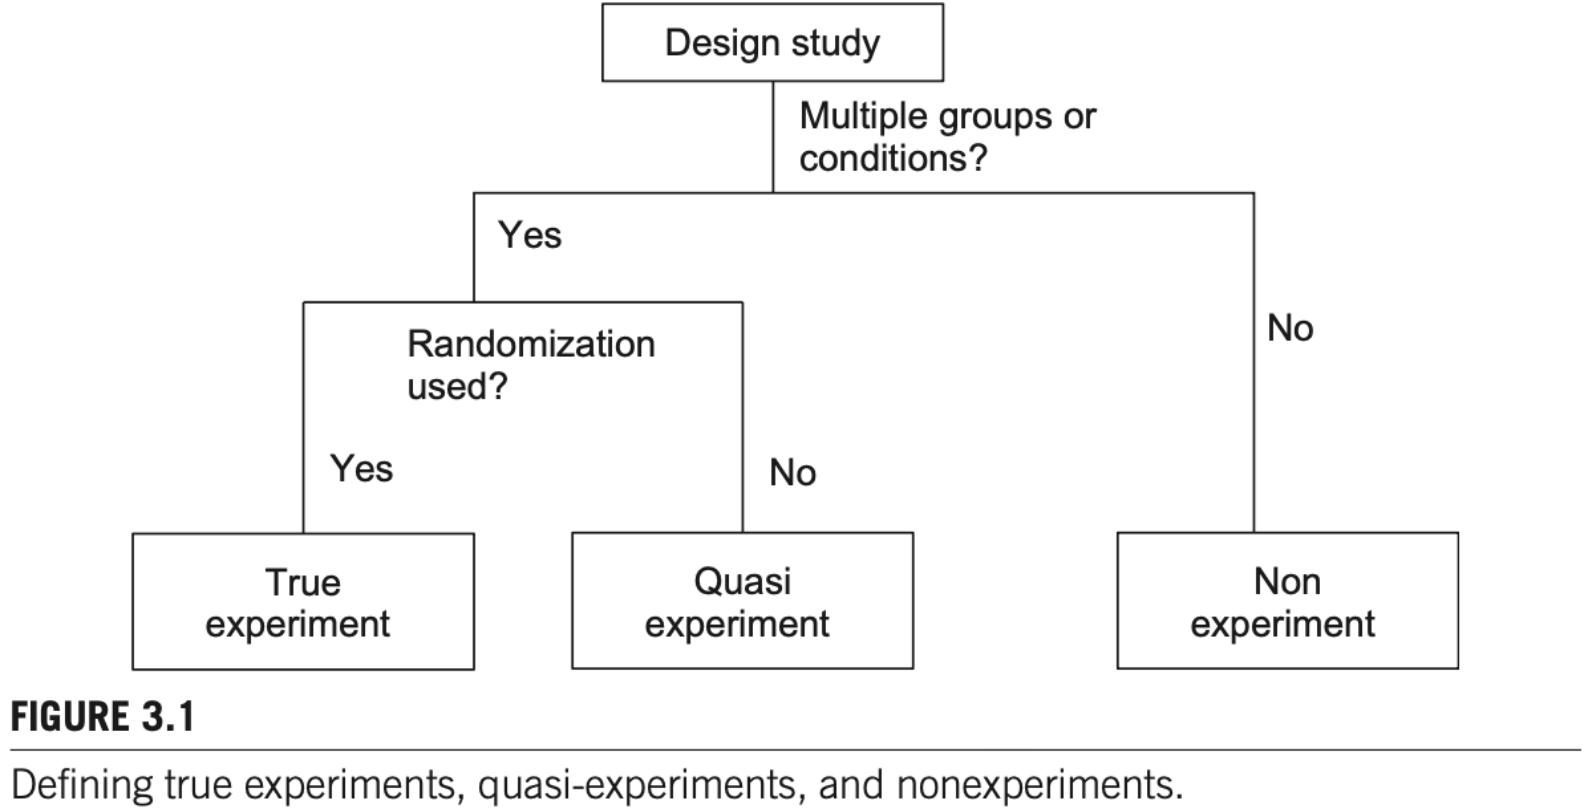 Design study
Multiple groups or
conditions?
Yes
No
Randomization
used?
Yes
No
True
experiment
Quasi
experiment
Non
experiment
FIGURE 3.1
Defining true experiments, quasi-experiments, and nonexperiments.